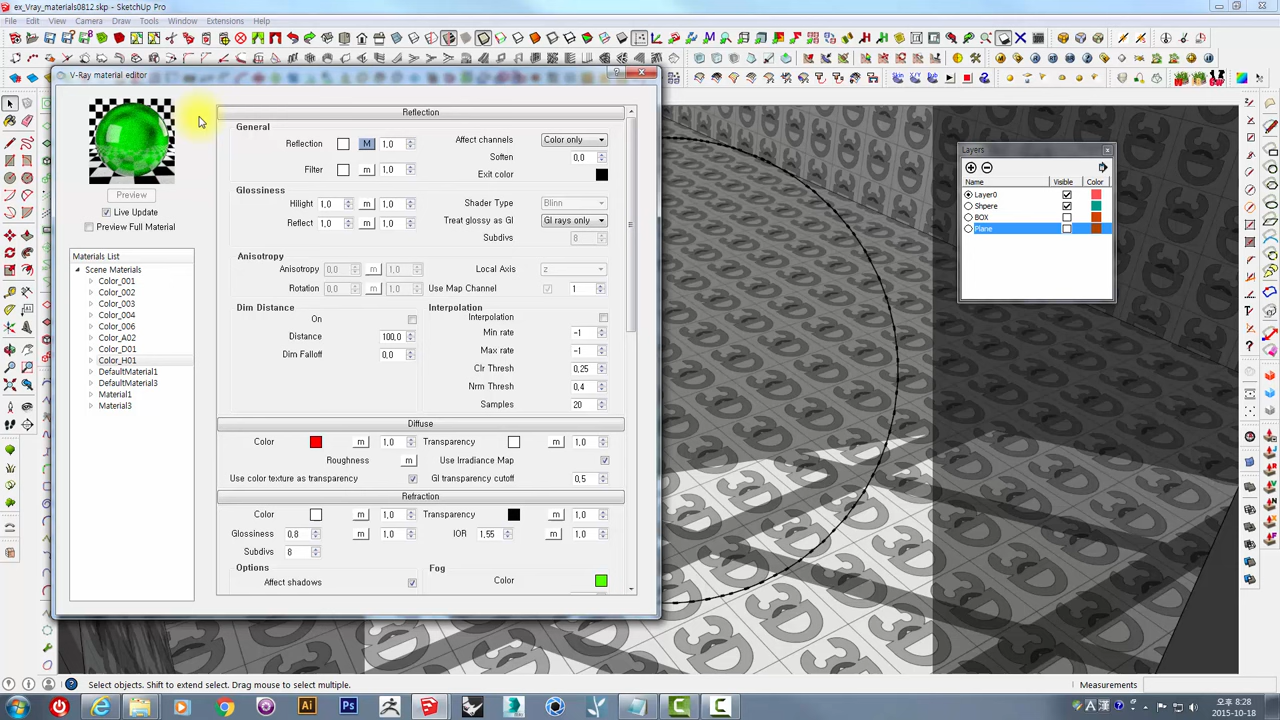 ex_Vray_materials0812.skp - SketchUp Pro
File Edit View Camera Draw Tools Window Extensions Help
V-Ray material editor
Preview
Live Update
Preview Full Material
Materials List
Scene Materials
Color_001
Color_002
Color_003
Color_004
Color_006
Color_A02
Color_D01
Color_H01
DefaultMaterial1
DefaultMaterial3
Material1
Material3
Reflection
General
Reflection M 1,0 Affect channels Color only
Soften 0,0
Filter m 1,0 Exit color
Glossiness
Hilight 1,0 m 1,0 Shader Type Blinn
Reflect 1,0 m 1,0 Treat glossy as GI GI rays only
Subdivs 8
Anisotropy
Anisotropy 0,0 m 1,0 Local Axis z
Rotation 0,0 m 1,0 Use Map Channel 1
Dim Distance Interpolation
On Interpolation
Distance 100,0 Min rate -1
Dim Falloff 0,0 Max rate -1
Clr Thresh 0,25
Nrm Thresh 0,4
Samples 20
Diffuse
Color m 1,0 Transparency m 1,0
Roughness m Use Irradiance Map
Use color texture as transparency GI transparency cutoff 0,5
Refraction
Color m 1,0 Transparency m 1,0
Glossiness 0,8 m 1,0 IOR 1,55 m 1,0
Subdivs 8
Options Fog
Affect shadows Color
Layers
Name Visible Color
Layer0
Shpere
BOX
Plane
Select objects. Shift to extend select. Drag mouse to select multiple.
Measurements
오후 8:28
2015-10-18